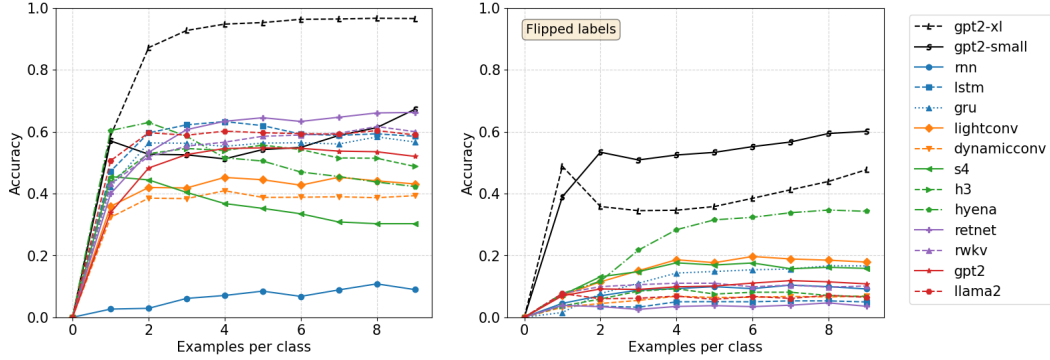 1.0
0.8
0.6
0.4
0.2
0.0
Accuracy
0
2
4
6
8
Examples per class
1.0
0.8
0.6
0.4
0.2
0.0
Accuracy
Flipped labels
0
2
4
6
8
Examples per class
gpt2-xl
gpt2-small
rnn
lstm
gru
lightconv
dynamicconv
s4
h3
hyena
retnet
rwkv
gpt2
llama2